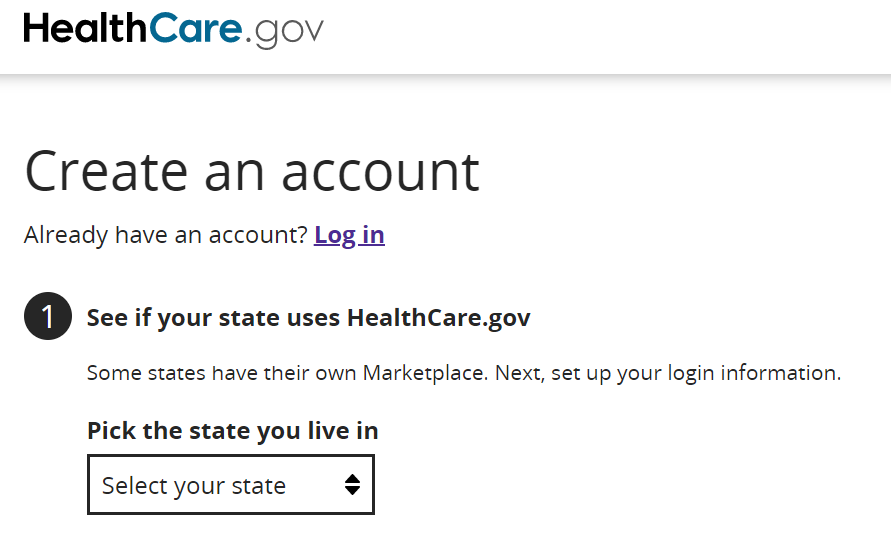 HealthCare.gov
Create an account
Already have an account? Log in
1 See if your state uses HealthCare.gov
Some states have their own Marketplace. Next, set up your login information.
Pick the state you live in
Select your state